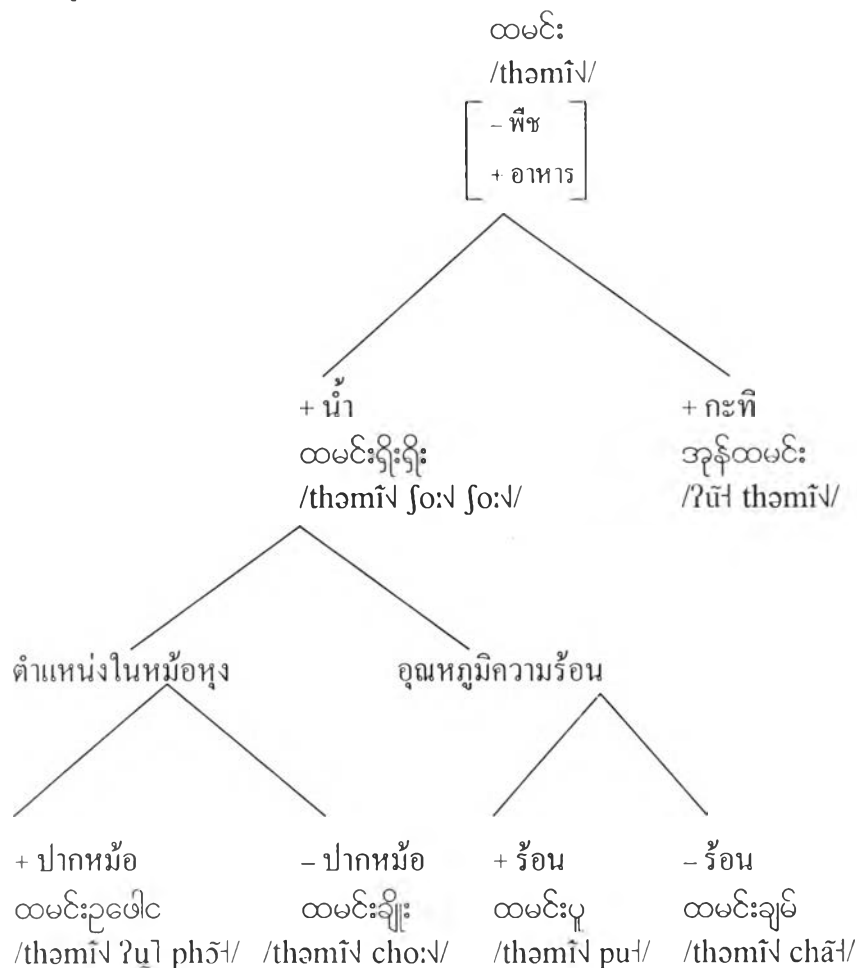 ထမင်း
/thəmĩ˩/
– พืช
+ อาหาร
+ น้ำ
ထမင်းရှိးရှိး
/thəmĩ˩ ʃo:˩ ʃo:˩/
+ กะทิ
အုန်ထမင်း
/ʔũ˧ thəmĩ˩/
ตำแหน่งในหม้อหุง
อุณหภูมิความร้อน
+ ปากหม้อ
ထမင်းဥဖေါင
/thəmĩ˩ ʔu˥ phɔ̃˧/
– ปากหม้อ
ထမင်းချိုး
/thəmĩ˩ cho:˩/
+ ร้อน
ထမင်းပူ
/thəmĩ˩ pu˧/
– ร้อน
ထမင်းချမ်
/thəmĩ˩ chã˧/